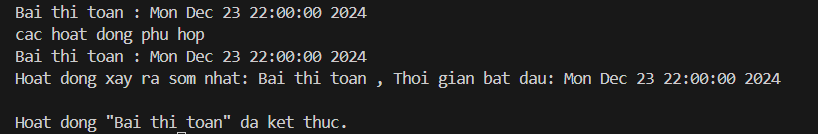 Bai thi toan : Mon Dec 23 22:00:00 2024
cac hoat dong phu hop
Bai thi toan : Mon Dec 23 22:00:00 2024
Hoat dong xay ra som nhat: Bai thi toan , Thoi gian bat dau: Mon Dec 23 22:00:00 2024
Hoat dong "Bai thi toan" da ket thuc.